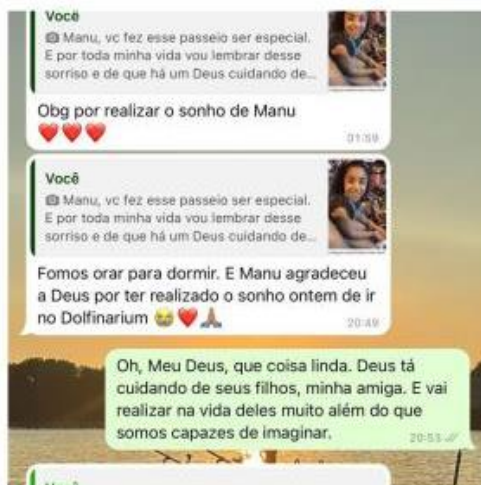 Você
Manu, vc fez esse passeio ser especial.
E por toda minha vida vou lembrar desse
sorriso e de que há um Deus cuidando de...
Obg por realizar o sonho de Manu
❤️❤️❤️
01:59
Você
Manu, vc fez esse passeio ser especial.
E por toda minha vida vou lembrar desse
sorriso e de que há um Deus cuidando de...
Fomos orar para dormir. E Manu agradeceu
a Deus por ter realizado o sonho ontem de ir
no Dolfinarium 😭❤️🙏🏽
20:49
Oh, Meu Deus, que coisa linda. Deus tá
cuidando de seus filhos, minha amiga. E vai
realizar na vida deles muito além do que
somos capazes de imaginar.
20:53